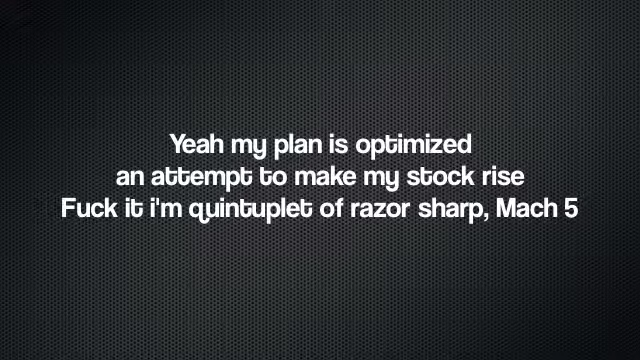 Yeah my plan is optimized
an attempt to make my stock rise
Fuck it i'm quintuplet of razor sharp, Mach 5